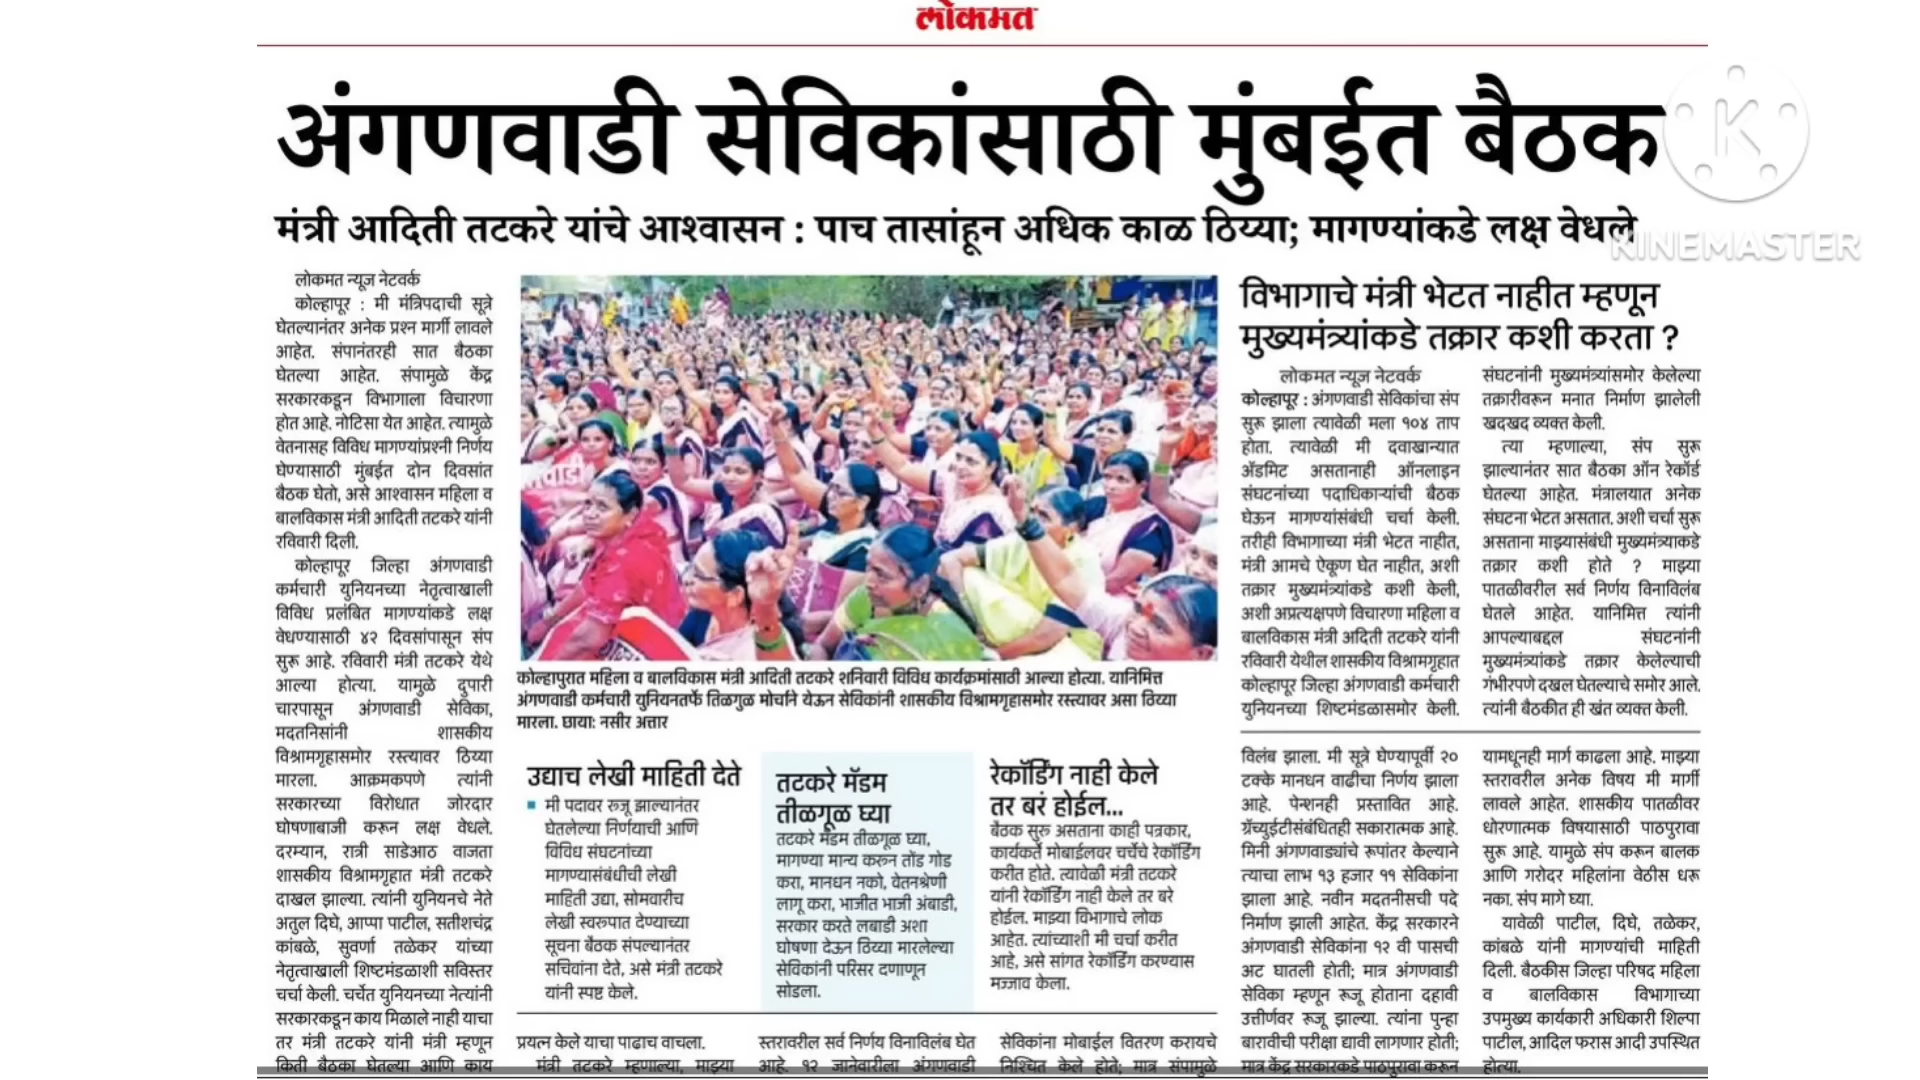 लोकमत
अंगणवाडी सेविकांसाठी मुंबईत बैठक
मंत्री आदिती तटकरे यांचे आश्वासन : पाच तासांहून अधिक काळ ठिय्या; मागण्यांकडे लक्ष वेधले
KINEMASTER
लोकमत न्यूज नेटवर्क
कोल्हापूर : मी मंत्रिपदाची सूत्रे
घेतल्यानंतर अनेक प्रश्न मार्गी लावले
आहेत. संपानंतरही सात बैठका
घेतल्या आहेत. संपामुळे केंद्र
सरकारकडून विभागाला विचारणा
होत आहे. नोटिसा येत आहेत. त्यामुळे
वेतनासह विविध मागण्यांप्रश्नी निर्णय
घेण्यासाठी मुंबईत दोन दिवसांत
बैठक घेतो, असे आश्वासन महिला व
बालविकास मंत्री आदिती तटकरे यांनी
रविवारी दिली.
कोल्हापूर जिल्हा अंगणवाडी
कर्मचारी युनियनच्या नेतृत्वाखाली
विविध प्रलंबित मागण्यांकडे लक्ष
वेधण्यासाठी ४२ दिवसांपासून संप
सुरू आहे. रविवारी मंत्री तटकरे येथे
आल्या होत्या. यामुळे दुपारी
चारपासून अंगणवाडी सेविका,
मदतनिसांनी शासकीय
विश्रामगृहासमोर रस्त्यावर ठिय्या
मारला. आक्रमकपणे त्यांनी
सरकारच्या विरोधात जोरदार
घोषणाबाजी करून लक्ष वेधले.
दरम्यान, रात्री साडेआठ वाजता
शासकीय विश्रामगृहात मंत्री तटकरे
दाखल झाल्या. त्यांनी युनियनचे नेते
अतुल दिघे, आप्पा पाटील, सतीशचंद्र
कांबळे, सुवर्णा तळेकर यांच्या
नेतृत्वाखाली शिष्टमंडळाशी सविस्तर
चर्चा केली. चर्चेत युनियनच्या नेत्यांनी
सरकारकडून काय मिळाले नाही याचा
तर मंत्री तटकरे यांनी मंत्री म्हणून
किती बैठका घेतल्या आणि काय
कोल्हापुरात महिला व बालविकास मंत्री आदिती तटकरे शनिवारी विविध कार्यक्रमांसाठी आल्या होत्या. यानिमित्त
अंगणवाडी कर्मचारी युनियनतर्फे तिळगुळ मोर्चाने येऊन सेविकांनी शासकीय विश्रामगृहासमोर रस्त्यावर असा ठिय्या
मारला. छाया: नसीर अत्तार
उद्याच लेखी माहिती देते
मी पदावर रूजू झाल्यानंतर
घेतलेल्या निर्णयाची आणि
विविध संघटनांच्या
मागण्यासंबंधीची लेखी
माहिती उद्या, सोमवारीच
लेखी स्वरुपात देण्याच्या
सूचना बैठक संपल्यानंतर
सचिवांना देते, असे मंत्री तटकरे
यांनी स्पष्ट केले.
तटकरे मॅडम
तीळगूळ घ्या
तटकरे मॅडम तीळगूळ घ्या,
मागण्या मान्य करून तोंड गोड
करा, मानधन नको, वेतनश्रेणी
लागू करा, भाजीत भाजी अंबाडी,
सरकार करते लबाडी अशा
घोषणा देऊन ठिय्या मारलेल्या
सेविकांनी परिसर दणाणून
सोडला.
रेकॉर्डिंग नाही केले
तर बरं होईल...
बैठक सुरू असताना काही पत्रकार,
कार्यकर्ते मोबाईलवर चर्चेचे रेकॉर्डिंग
करीत होते. त्यावेळी मंत्री तटकरे
यांनी रेकॉर्डिंग नाही केले तर बरे
होईल. माझ्या विभागाचे लोक
आहेत. त्यांच्याशी मी चर्चा करीत
आहे, असे सांगत रेकॉर्डिंग करण्यास
मज्जाव केला.
प्रयत्न केले याचा पाढाच वाचला.
मंत्री तटकरे म्हणाल्या, माझ्या
स्तरावरील सर्व निर्णय विनाविलंब घेत
आहे. १२ जानेवारीला अंगणवाडी
सेविकांना मोबाईल वितरण करायचे
निश्चित केले होते; मात्र संपामुळे
विभागाचे मंत्री भेटत नाहीत म्हणून
मुख्यमंत्र्यांकडे तक्रार कशी करता ?
लोकमत न्यूज नेटवर्क
कोल्हापूर : अंगणवाडी सेविकांचा संप
सुरू झाला त्यावेळी मला १०४ ताप
होता. त्यावेळी मी दवाखान्यात
ॲडमिट असतानाही ऑनलाइन
संघटनांच्या पदाधिकाऱ्यांची बैठक
घेऊन मागण्यांसंबंधी चर्चा केली.
तरीही विभागाच्या मंत्री भेटत नाहीत,
मंत्री आमचे ऐकूण घेत नाहीत, अशी
तक्रार मुख्यमंत्र्यांकडे कशी केली,
अशी अप्रत्यक्षपणे विचारणा महिला व
बालविकास मंत्री अदिती तटकरे यांनी
रविवारी येथील शासकीय विश्रामगृहात
कोल्हापूर जिल्हा अंगणवाडी कर्मचारी
युनियनच्या शिष्टमंडळासमोर केली.
संघटनांनी मुख्यमंत्र्यांसमोर केलेल्या
तक्रारीवरून मनात निर्माण झालेली
खदखद व्यक्त केली.
त्या म्हणाल्या, संप सुरू
झाल्यानंतर सात बैठका ऑन रेकॉर्ड
घेतल्या आहेत. मंत्रालयात अनेक
संघटना भेटत असतात. अशी चर्चा सुरू
असताना माझ्यासंबंधी मुख्यमंत्र्याकडे
तक्रार कशी होते ? माझ्या
पातळीवरील सर्व निर्णय विनाविलंब
घेतले आहेत. यानिमित्त त्यांनी
आपल्याबद्दल संघटनांनी
मुख्यमंत्र्यांकडे तक्रार केलेल्याची
गंभीरपणे दखल घेतल्याचे समोर आले.
त्यांनी बैठकीत ही खंत व्यक्त केली.
विलंब झाला. मी सूत्रे घेण्यापूर्वी २०
टक्के मानधन वाढीचा निर्णय झाला
आहे. पेन्शनही प्रस्तावित आहे.
ग्रॅच्युईटीसंबंधितही सकारात्मक आहे.
मिनी अंगणवाड्यांचे रूपांतर केल्याने
त्याचा लाभ १३ हजार ११ सेविकांना
झाला आहे. नवीन मदतनीसची पदे
निर्माण झाली आहेत. केंद्र सरकारने
अंगणवाडी सेविकांना १२ वी पासची
अट घातली होती; मात्र अंगणवाडी
सेविका म्हणून रूजू होताना दहावी
उत्तीर्णवर रूजू झाल्या. त्यांना पुन्हा
बारावीची परीक्षा द्यावी लागणार होती;
मात्र केंद्र सरकारकडे पाठपुरावा करून
यामधूनही मार्ग काढला आहे. माझ्या
स्तरावरील अनेक विषय मी मार्गी
लावले आहेत. शासकीय पातळीवर
धोरणात्मक विषयासाठी पाठपुरावा
सुरू आहे. यामुळे संप करून बालक
आणि गरोदर महिलांना वेठीस धरू
नका. संप मागे घ्या.
यावेळी पाटील, दिघे, तळेकर,
कांबळे यांनी मागण्यांची माहिती
दिली. बैठकीस जिल्हा परिषद महिला
व बालविकास विभागाच्या
उपमुख्य कार्यकारी अधिकारी शिल्पा
पाटील, आदिल फरास आदी उपस्थित
होत्या.